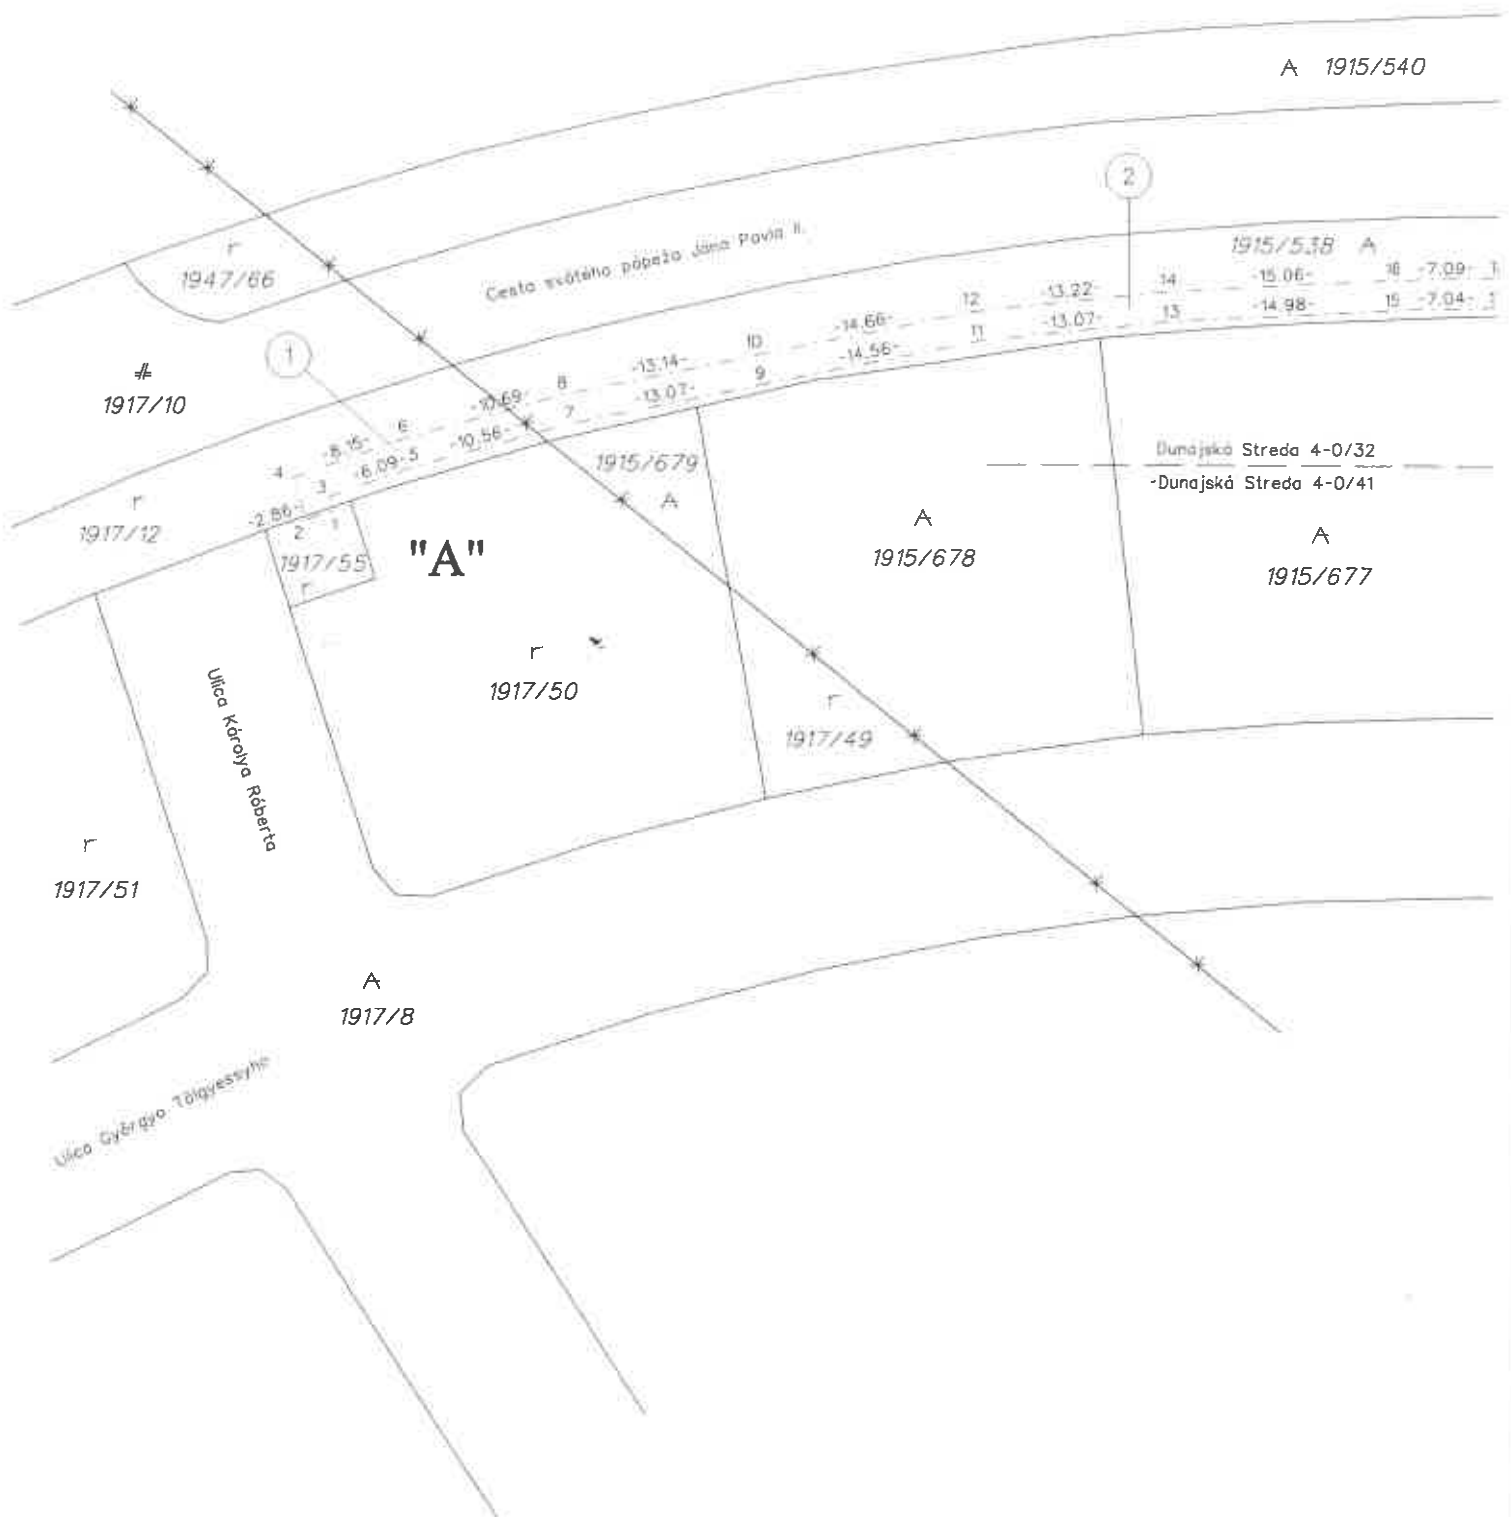 A 1915/540
2
r
1947/66
Cesta svätého pápeža Jána Pavla II.
1915/538 A
12 -13.22- 14 -15.06- 16 -7.09-
11 -13.07- 13 -14.98- 15 -7.04-
1
10 -14.66-
9 -14.56-
#
1917/10
8 -13.14-
7 -13.07-
4 -8.15- 6 -10.69-
3 5 -10.56-
-2.86-
2 1
r
1917/12
1917/55
r
"A"
1915/679
A
Dunajská Streda 4-0/32
-Dunajská Streda 4-0/41
A
1915/678
A
1915/677
r
1917/50
r
1917/49
Ulica Károlya Róberta
r
1917/51
A
1917/8
Ulica Györgya Tölgyessyho